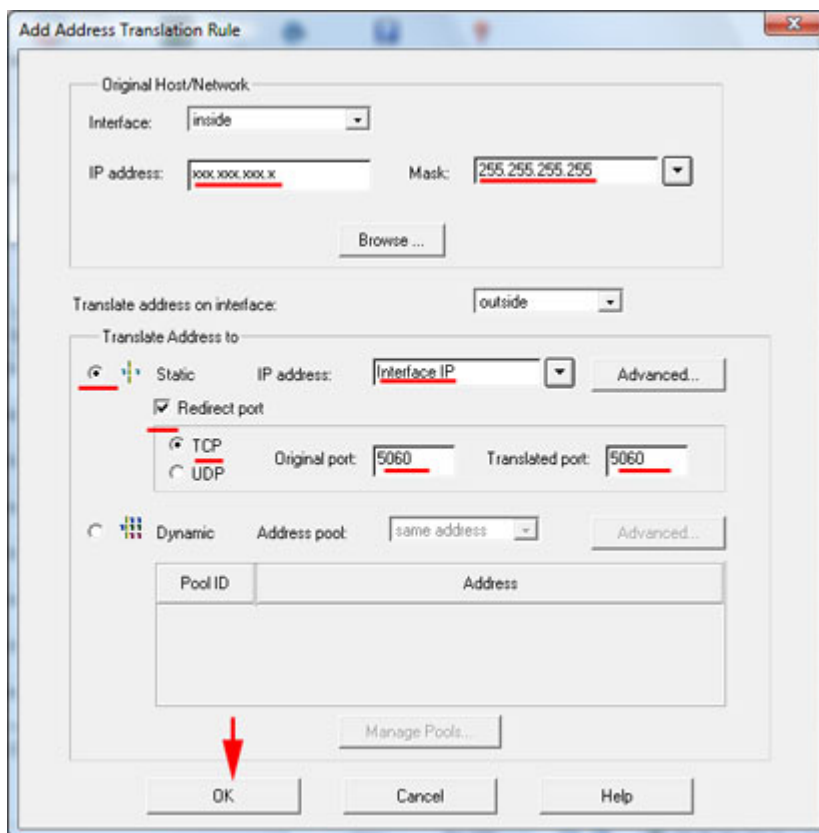 Add Address Translation Rule
Original Host/Network
Interface: inside
IP address: xxx.xxx.xxx.x Mask: 255.255.255.255
Browse ...
Translate address on interface: outside
Translate Address to
Static IP address: Interface IP Advanced...
Redirect port
TCP
UDP
Original port: 5060 Translated port: 5060
Dynamic Address pool: same address Advanced...
Pool ID Address
Manage Pools...
OK Cancel Help